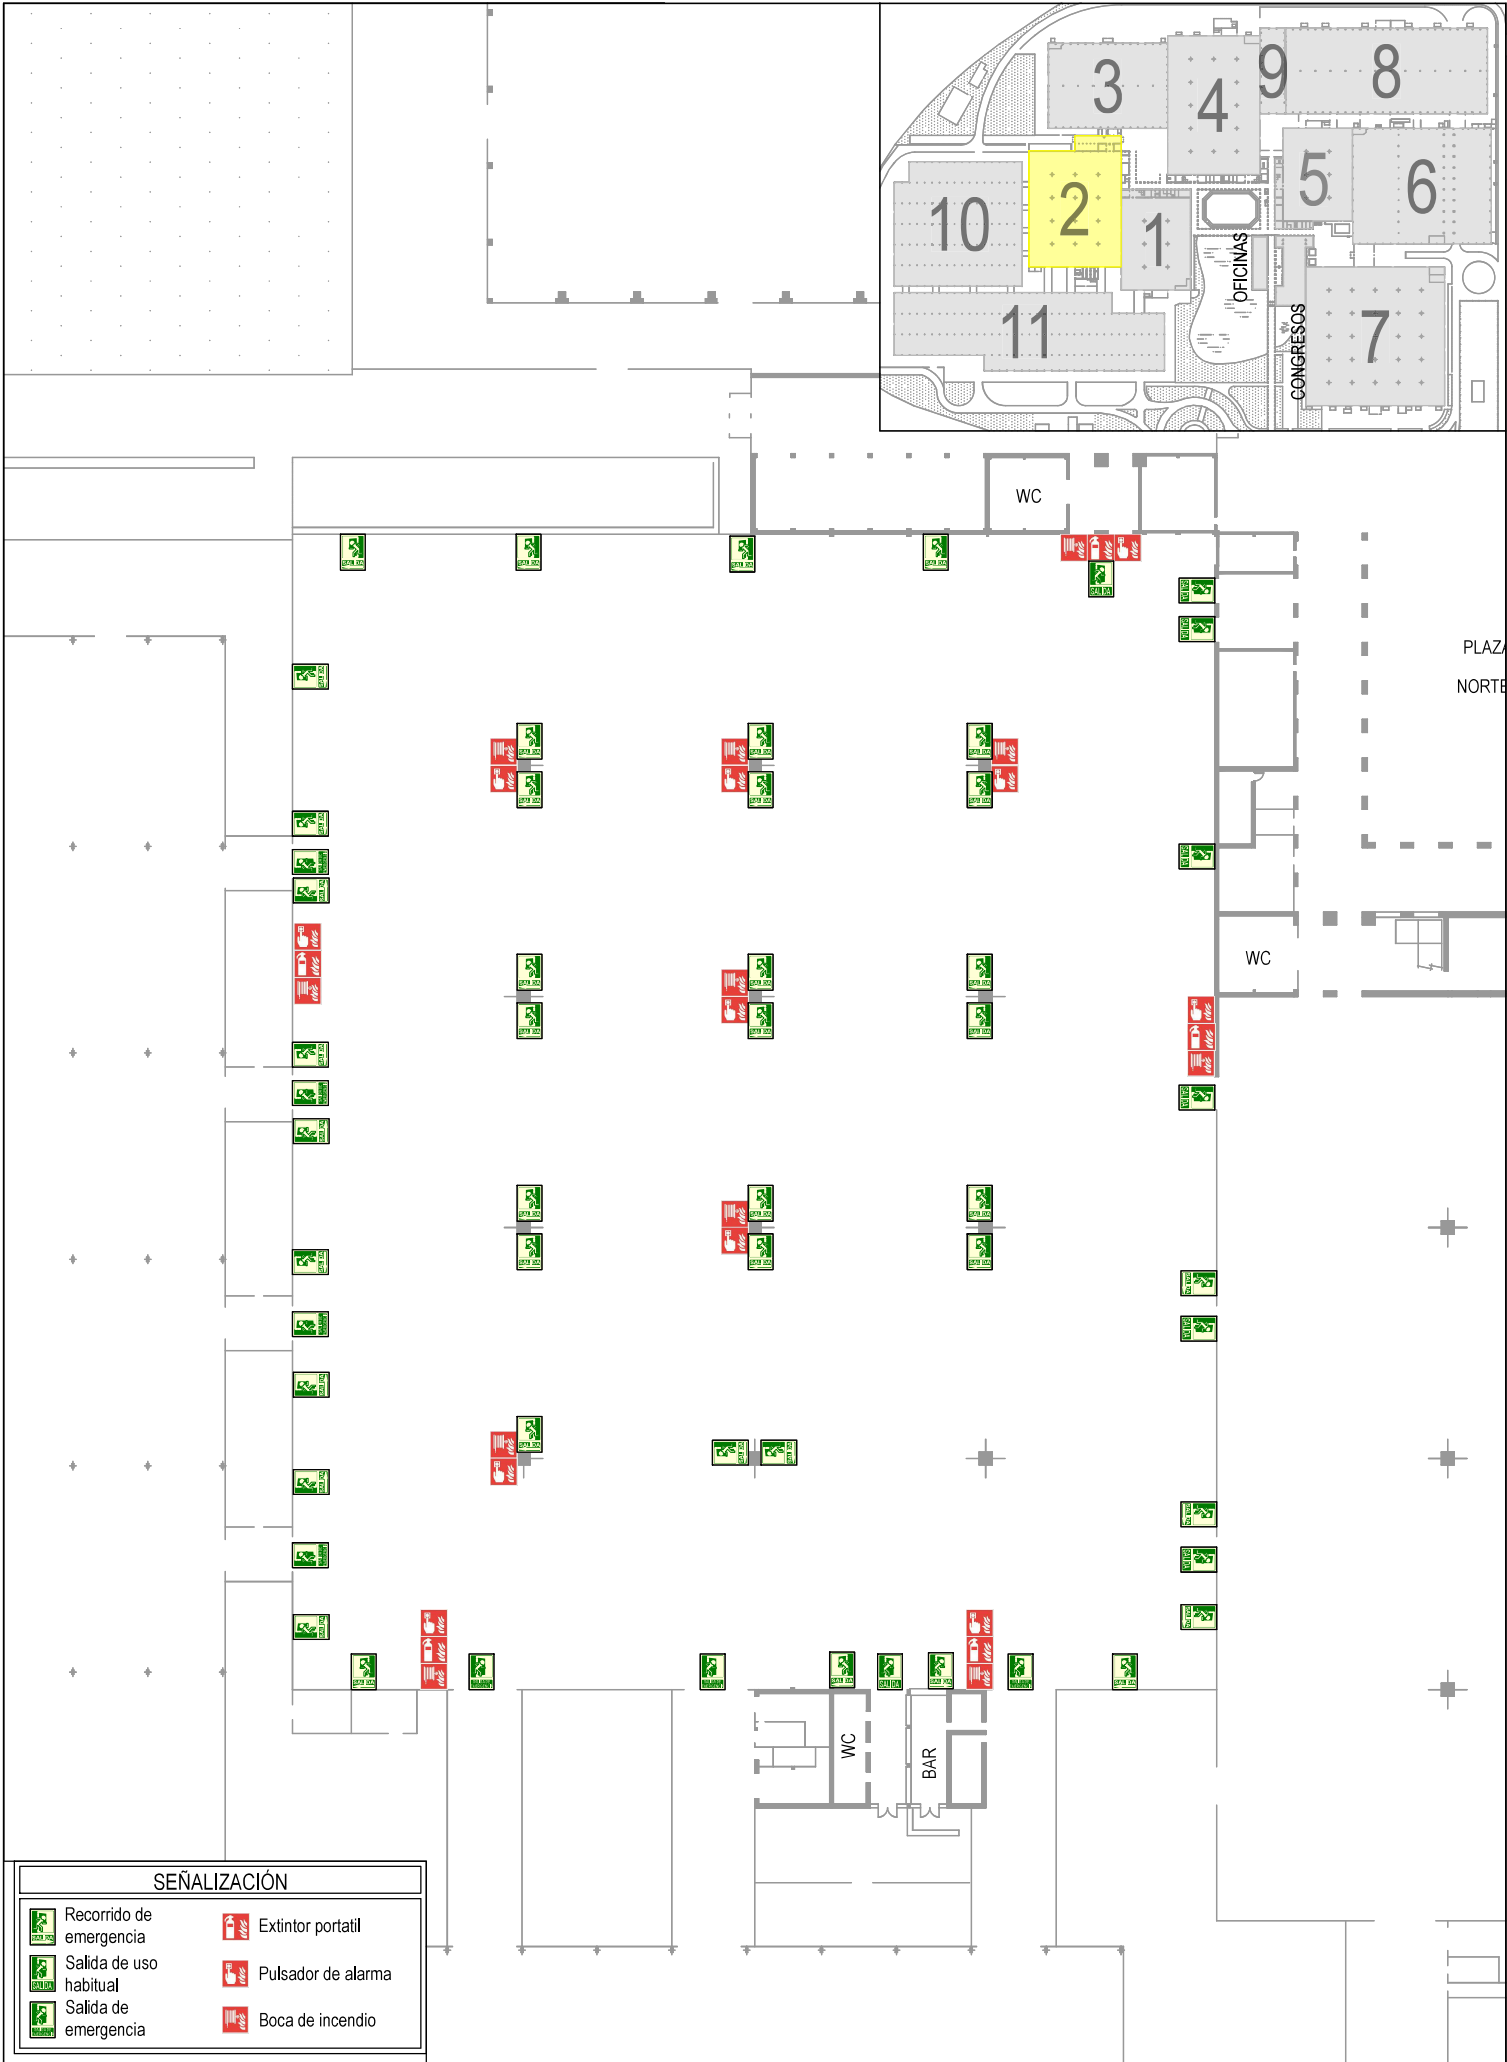 3
4
9
8
10
2
1
5
6
11
7
OFICINAS
CONGRESOS
WC
PLAZA
NORTE
WC
WC
BAR
SEÑALIZACIÓN
Recorrido de
emergencia
Extintor portatil
Salida de uso
habitual
Pulsador de alarma
Salida de
emergencia
Boca de incendio
SALIDA